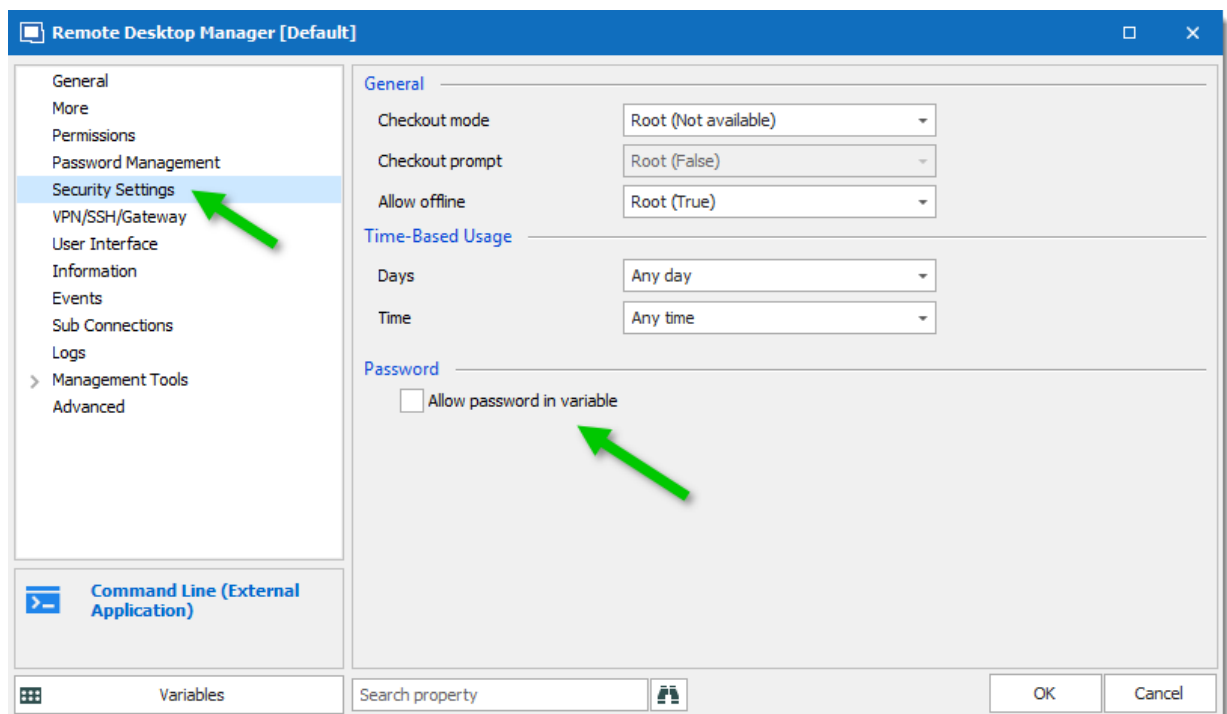 Remote Desktop Manager [Default]
General
More
Permissions
Password Management
Security Settings
VPN/SSH/Gateway
User Interface
Information
Events
Sub Connections
Logs
Management Tools
Advanced
Command Line (External
Application)
Variables
General
Checkout mode Root (Not available)
Checkout prompt Root (False)
Allow offline Root (True)
Time-Based Usage
Days Any day
Time Any time
Password
Allow password in variable
Search property
OK Cancel